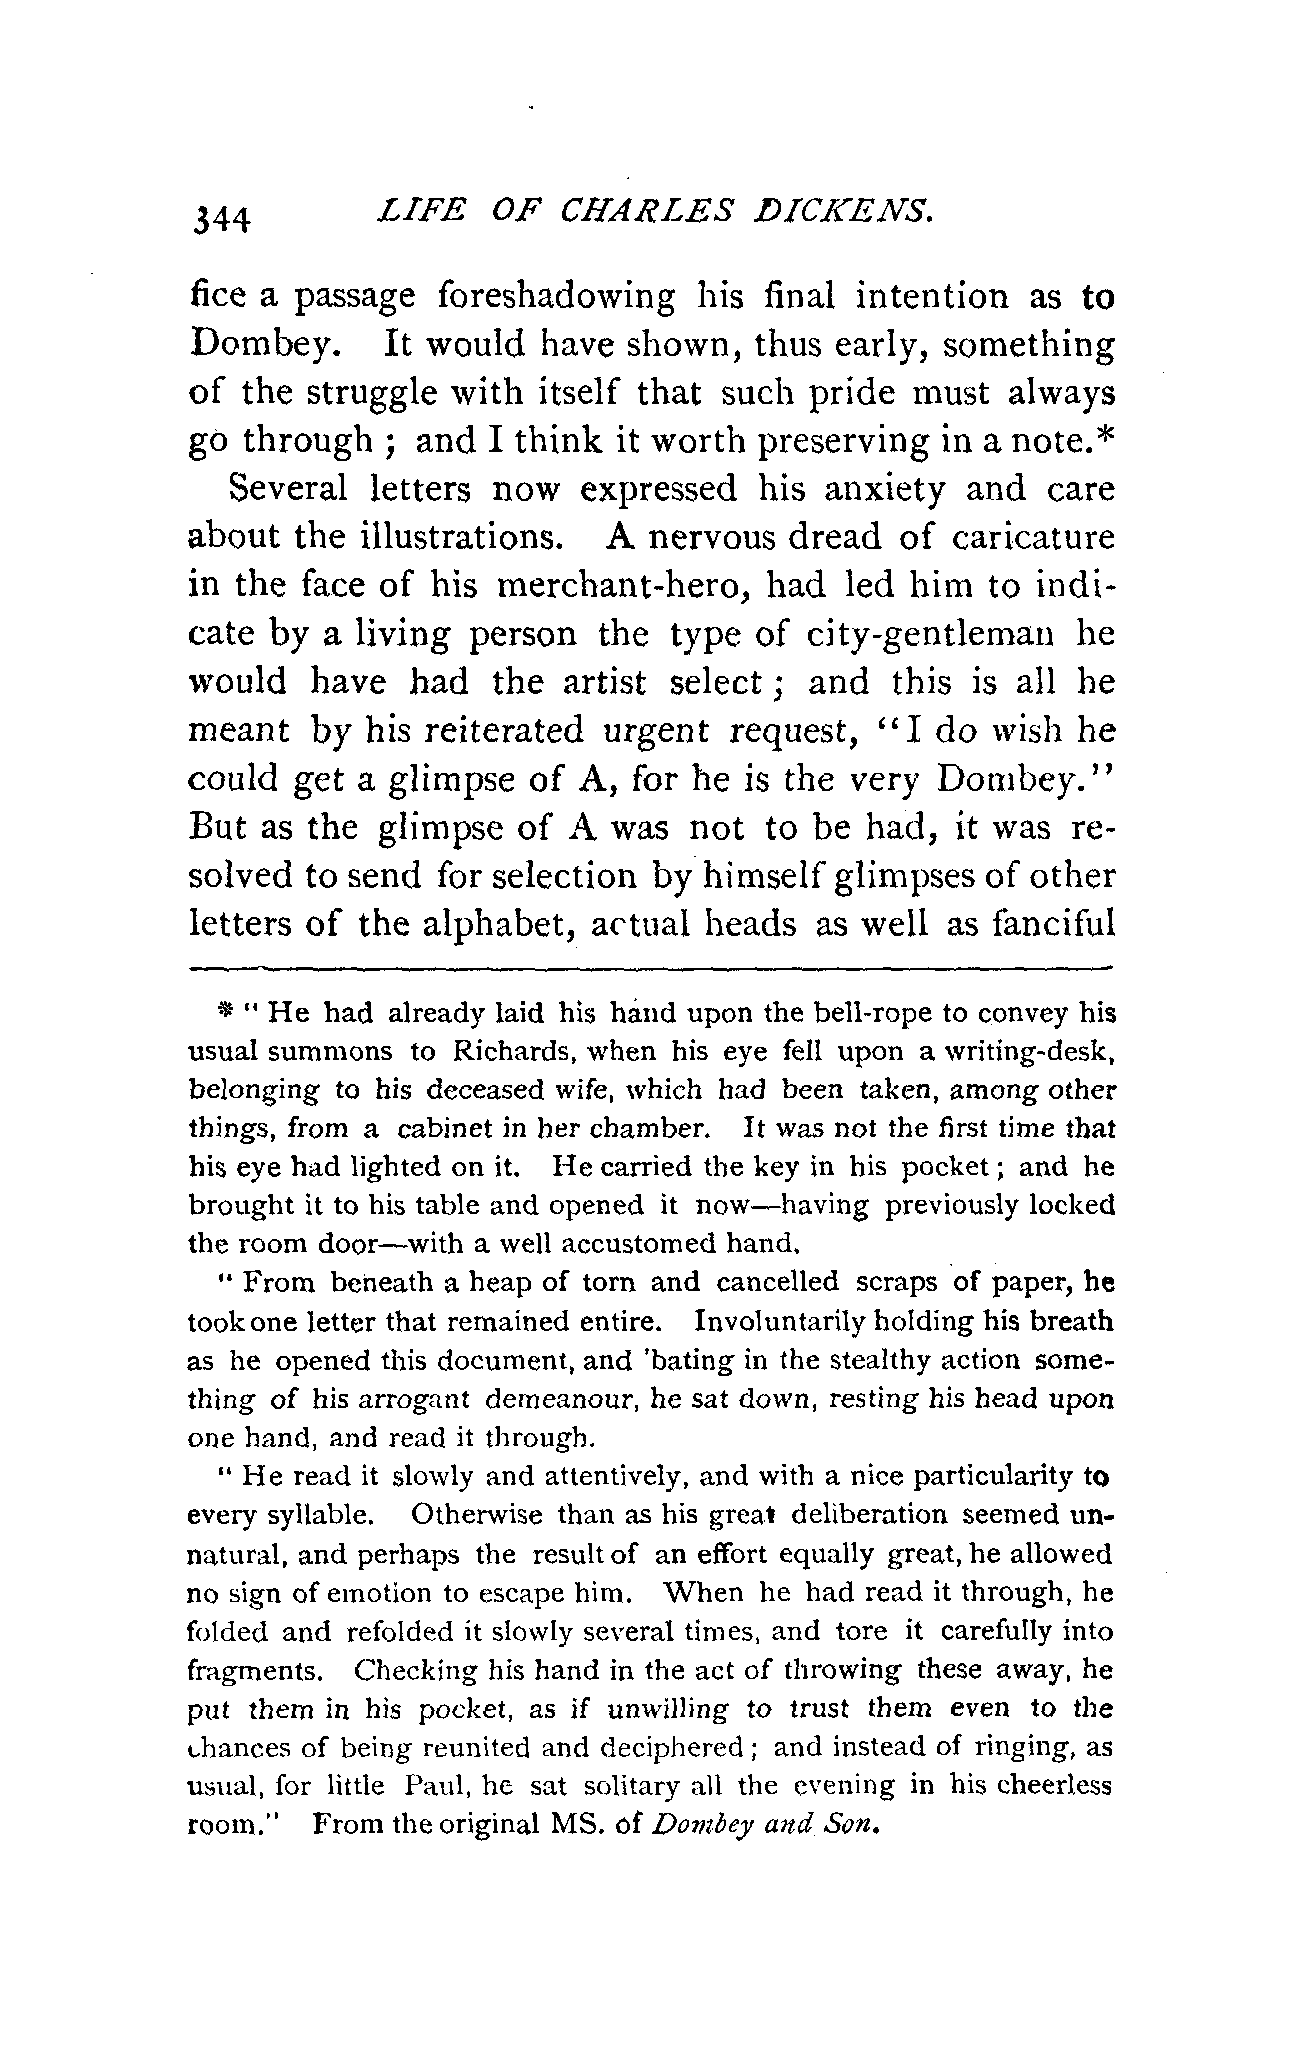 344 LIFE OF CHARLES DICKENS.
fice a passage foreshadowing his final intention as to
Dombey. It would have shown, thus early, something
of the struggle with itself that such pride must always
go through ; and I think it worth preserving in a note.*
Several letters now expressed his anxiety and care
about the illustrations. A nervous dread of caricature
in the face of his merchant-hero, had led him to indi-
cate by a living person the type of city-gentleman he
would have had the artist select ; and this is all he
meant by his reiterated urgent request, "I do wish he
could get a glimpse of A, for he is the very Dombey."
But as the glimpse of A was not to be had, it was re-
solved to send for selection by himself glimpses of other
letters of the alphabet, actual heads as well as fanciful
* " He had already laid his hand upon the bell-rope to convey his
usual summons to Richards, when his eye fell upon a writing-desk,
belonging to his deceased wife, which had been taken, among other
things, from a cabinet in her chamber. It was not the first time that
his eye had lighted on it. He carried the key in his pocket ; and he
brought it to his table and opened it now—having previously locked
the room door—with a well accustomed hand.
" From beneath a heap of torn and cancelled scraps of paper, he
took one letter that remained entire. Involuntarily holding his breath
as he opened this document, and 'bating in the stealthy action some-
thing of his arrogant demeanour, he sat down, resting his head upon
one hand, and read it through.
" He read it slowly and attentively, and with a nice particularity to
every syllable. Otherwise than as his great deliberation seemed un-
natural, and perhaps the result of an effort equally great, he allowed
no sign of emotion to escape him. When he had read it through, he
folded and refolded it slowly several times, and tore it carefully into
fragments. Checking his hand in the act of throwing these away, he
put them in his pocket, as if unwilling to trust them even to the
chances of being reunited and deciphered ; and instead of ringing, as
usual, for little Paul, he sat solitary all the evening in his cheerless
room." From the original MS. of Dombey and Son.